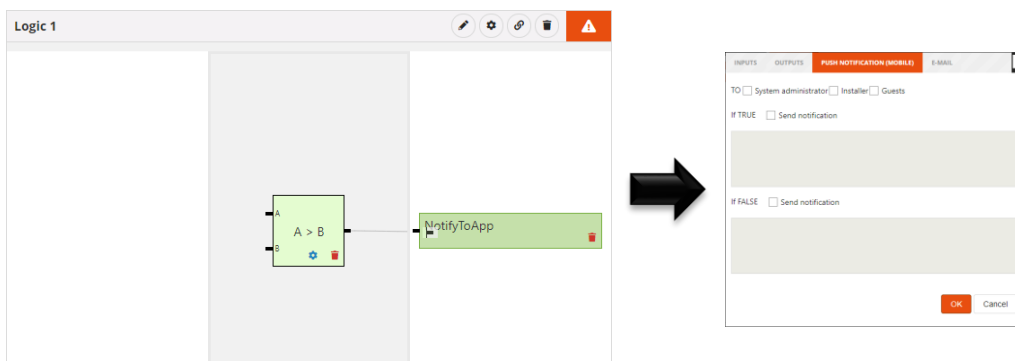 Logic 1
A
A > B
B
NotifyToApp
INPUTS OUTPUTS PUSH NOTIFICATION (MOBILE) E-MAIL
TO System administrator Installer Guests
If TRUE Send notification
If FALSE Send notification
OK Cancel